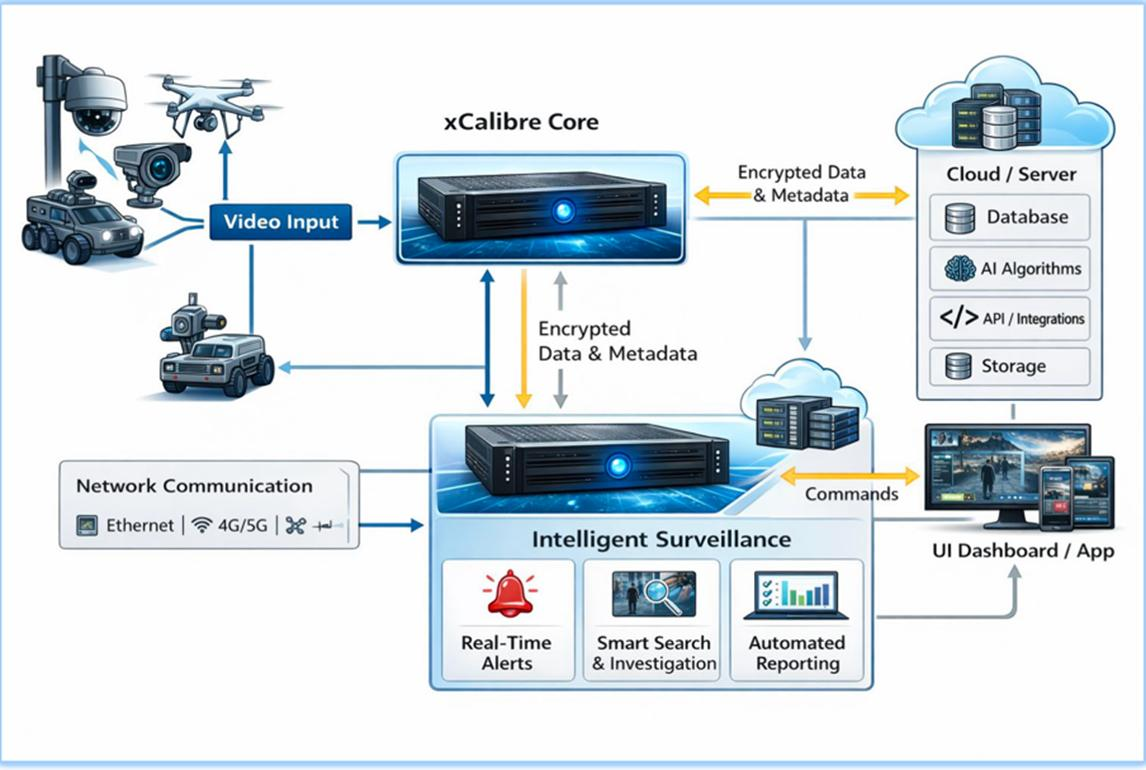 xCalibre Core
Video Input
Encrypted Data
& Metadata
Cloud / Server
Database
AI Algorithms
</> API / Integrations
Storage
Encrypted
Data & Metadata
Network Communication
Ethernet | 4G/5G |
Commands
Intelligent Surveillance
UI Dashboard / App
Real-Time
Alerts
Smart Search
& Investigation
Automated
Reporting